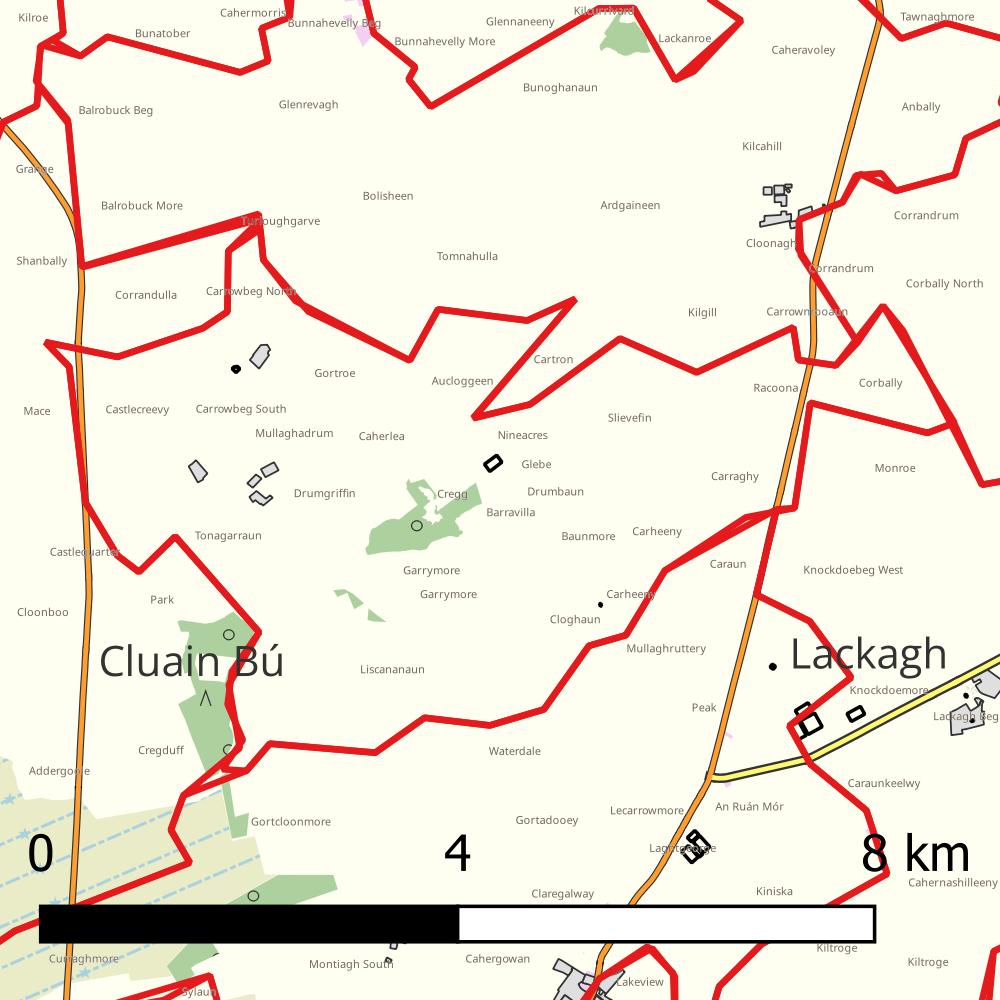 Kilroe
Cahermorris
Kilcurrivard
Tawnaghmore
Bunatober
Bunnahevelly Beg
Glennaneeny
Bunnahevelly More
Lackanroe
Caheravoley
Bunoghanaun
Balrobuck Beg
Glenrevagh
Anbally
Kilcahill
Grange
Bolisheen
Balrobuck More
Ardgaineen
Turloughgarve
Corrandrum
Cloonagh
Shanbally
Tomnahulla
Corrandrum
Corbally North
Corrandulla
Carrowbeg North
Kilgill
Carrowmoaun
Cartron
Gortroe
Aucloggeen
Racoona
Corbally
Mace
Castlecreevy
Carrowbeg South
Slievefin
Mullaghadrum
Caherlea
Nineacres
Glebe
Monroe
Carraghy
Drumgriffin
Cregg
Drumbaun
Barravilla
Tonagarraun
Baunmore
Carheeny
Castlequarter
Garrymore
Caraun
Knockdoebeg West
Garrymore
Carheeny
Park
Cloonboo
Cloghaun
Cluain Bú
Mullaghruttery
Lackagh
Liscananaun
Knockdoemore
Peak
Lackagh Beg
Cregduff
Waterdale
Addergoole
Caraunkeelwy
An Ruán Mór
Lecarrowmore
Gortcloonmore
Gortadooey
0
4
8 km
Lagntgeorge
Cahernashilleeny
Claregalway
Kiniska
Kiltroge
Curraghmore
Montiagh South
Cahergowan
Kiltroge
Lakeview
Sylaun